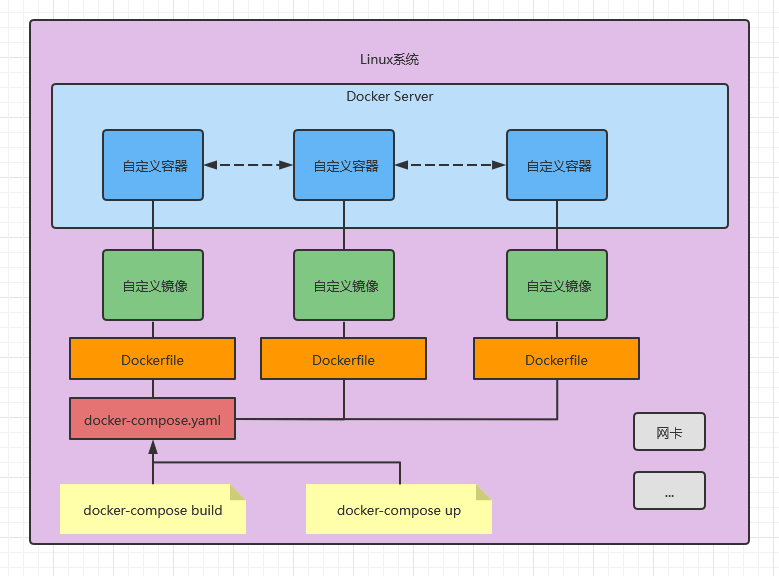 Linux系统
Docker Server
自定义容器
自定义容器
自定义容器
自定义镜像
自定义镜像
自定义镜像
Dockerfile
Dockerfile
Dockerfile
docker-compose.yaml
网卡
...
docker-compose build
docker-compose up